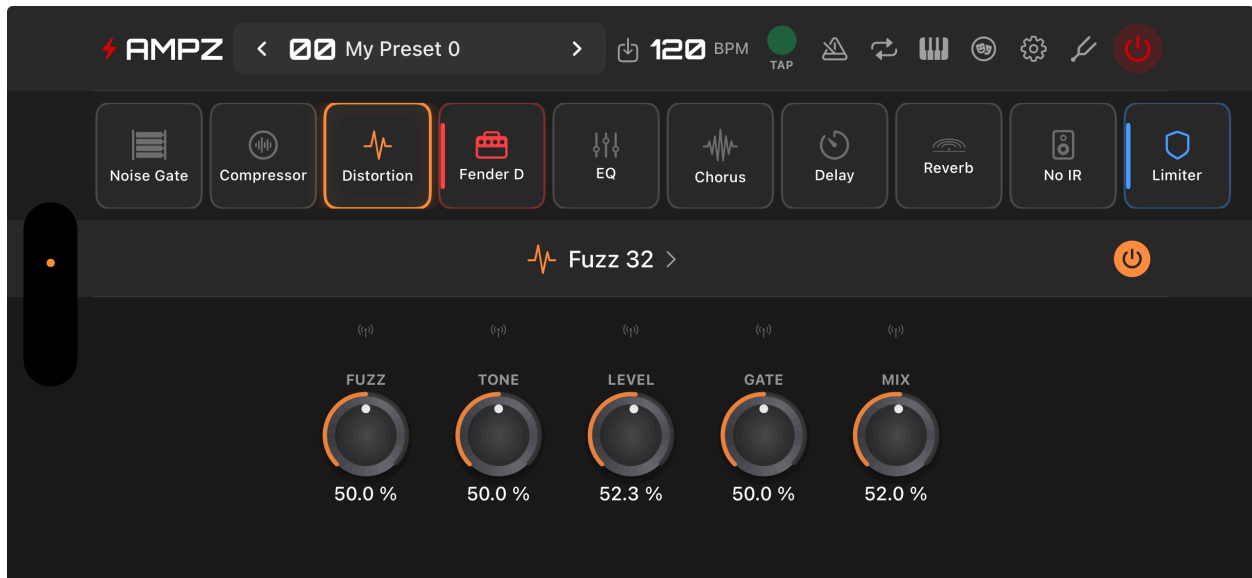 AMPZ 00 My Preset 0 120 BPM TAP
Noise Gate Compressor Distortion Fender D EQ Chorus Delay Reverb No IR Limiter
Fuzz 32
FUZZ TONE LEVEL GATE MIX
50.0 % 50.0 % 52.3 % 50.0 % 52.0 %